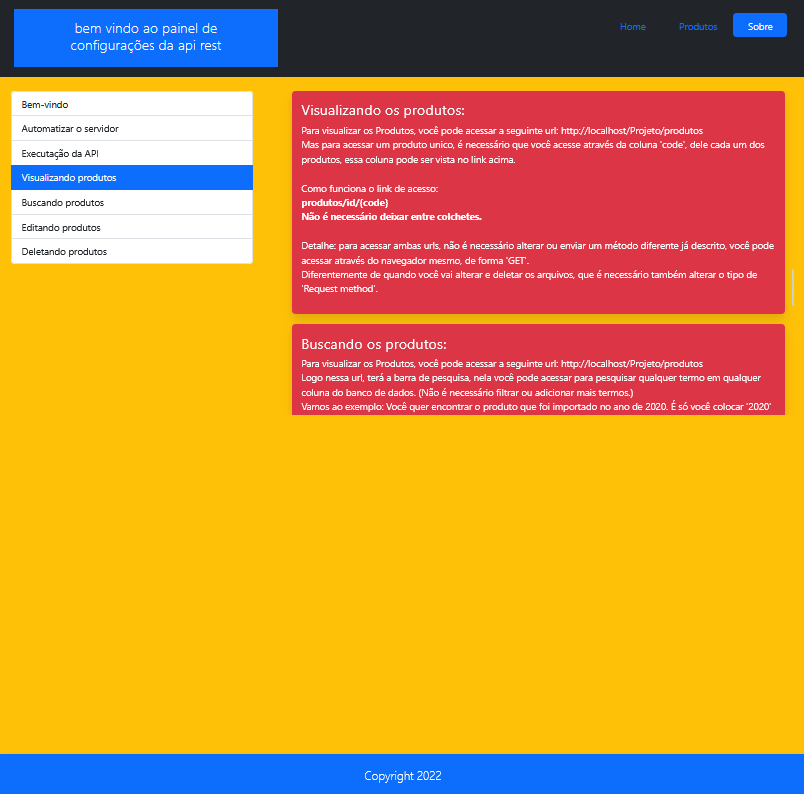 bem vindo ao painel de
configurações da api rest
Home
Produtos
Sobre
Bem-vindo
Automatizar o servidor
Executação da API
Visualizando produtos
Buscando produtos
Editando produtos
Deletando produtos
Visualizando os produtos:
Para visualizar os Produtos, você pode acessar a seguinte url: http://localhost/Projeto/produtos
Mas para acessar um produto unico, é necessário que você acesse através da coluna 'code', dele cada um dos
produtos, essa coluna pode ser vista no link acima.
Como funciona o link de acesso:
produtos/id/{code}
Não é necessário deixar entre colchetes.
Detalhe: para acessar ambas urls, não é necessário alterar ou enviar um método diferente já descrito, você pode
acessar através do navegador mesmo, de forma 'GET'.
Diferentemente de quando você vai alterar e deletar os arquivos, que é necessário também alterar o tipo de
'Request method'.
Buscando os produtos:
Para visualizar os Produtos, você pode acessar a seguinte url: http://localhost/Projeto/produtos
Logo nessa url, terá a barra de pesquisa, nela você pode acessar para pesquisar qualquer termo em qualquer
coluna do banco de dados. (Não é necessário filtrar ou adicionar mais termos.)
Vamos ao exemplo: Você quer encontrar o produto que foi importado no ano de 2020. É só você colocar '2020'
Copyright 2022